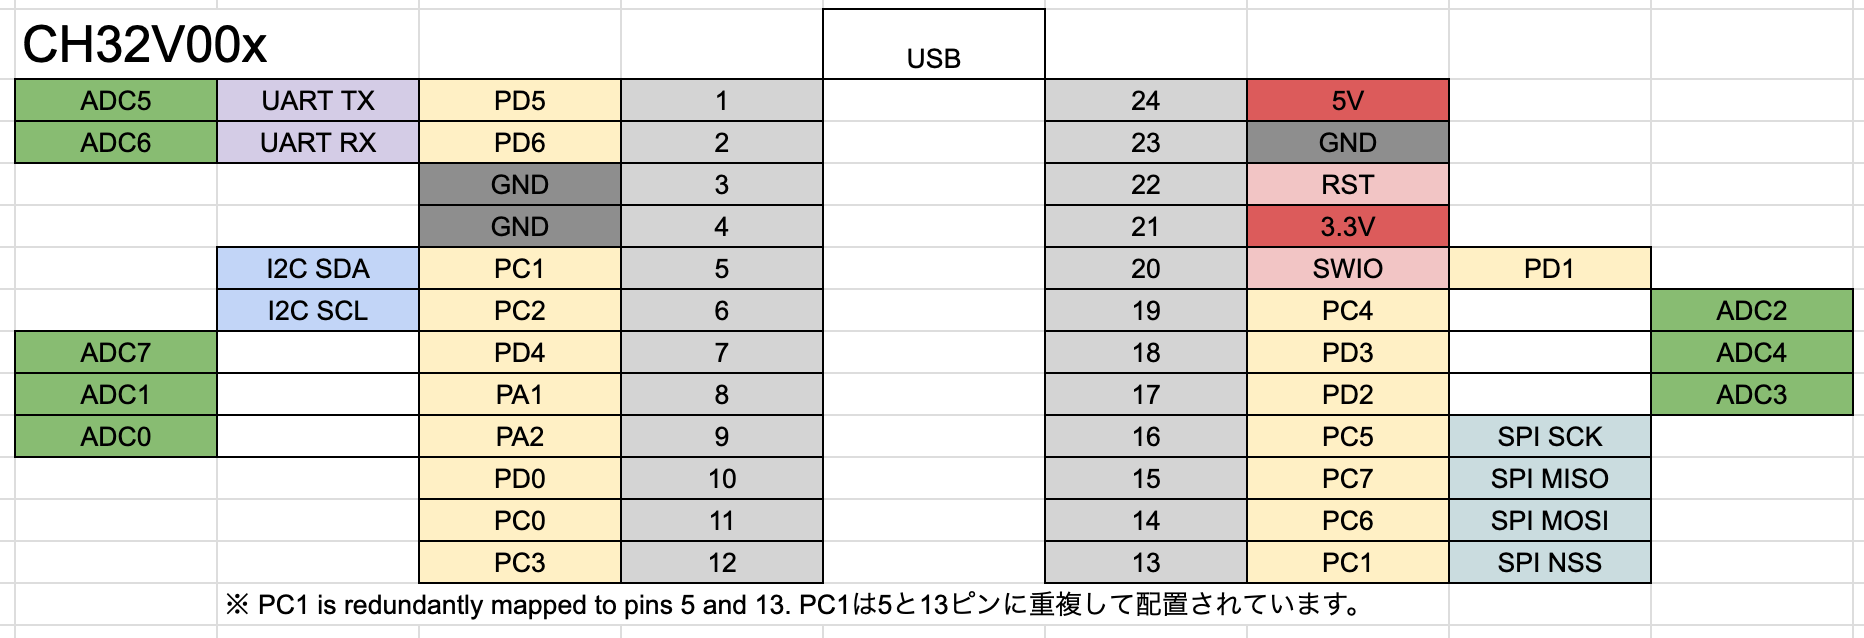 CH32V00x USB
ADC5 UART TX PD5 1 24 5V
ADC6 UART RX PD6 2 23 GND
GND 3 22 RST
GND 4 21 3.3V
I2C SDA PC1 5 20 SWIO PD1
I2C SCL PC2 6 19 PC4 ADC2
ADC7 PD4 7 18 PD3 ADC4
ADC1 PA1 8 17 PD2 ADC3
ADC0 PA2 9 16 PC5 SPI SCK
PD0 10 15 PC7 SPI MISO
PC0 11 14 PC6 SPI MOSI
PC3 12 13 PC1 SPI NSS
※ PC1 is redundantly mapped to pins 5 and 13. PC1は5と13ピンに重複して配置されています。